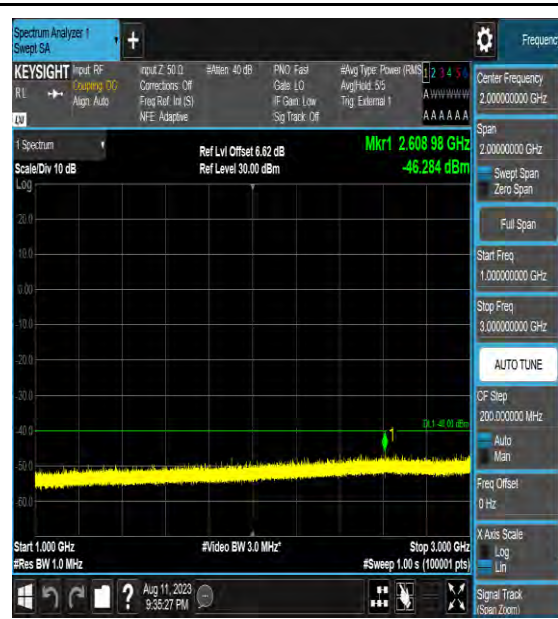 Spectrum Analyzer 1
Swept SA
+
Frequenc
KEYSIGHT
RL
LV
Input: RF
Coupling: DC
Align: Auto
Input Z: 50 Ω
Corrections: Off
Freq Ref: Int (S)
NFE: Adaptive
#Atten: 40 dB
PNO: Fast
Gate: LO
IF Gain: Low
Sig Track: Off
#Avg Type: Power (RMS
Avg|Hold: 5/5
Trig: External 1
1 2 3 4 5 6
A W W W W W
A A A A A A
1 Spectrum
Scale/Div 10 dB
Log
Ref Lvl Offset 6.62 dB
Ref Level 30.00 dBm
Mkr1 2.608 98 GHz
-46.284 dBm
20.0
10.0
0.00
-10.0
-20.0
-30.0
-40.0
-50.0
-60.0
DL1 -40.00 dBm
1
Start 1.000 GHz
#Res BW 1.0 MHz
#Video BW 3.0 MHz*
Stop 3.000 GHz
#Sweep 1.00 s (100001 pts)
?
Aug 11, 2023
9:35:27 PM
Center Frequency
2.000000000 GHz
Span
2.00000000 GHz
Swept Span
Zero Span
Full Span
Start Freq
1.000000000 GHz
Stop Freq
3.000000000 GHz
AUTO TUNE
CF Step
200.000000 MHz
Auto
Man
Freq Offset
0 Hz
X Axis Scale
Log
Lin
Signal Track
(Span Zoom)